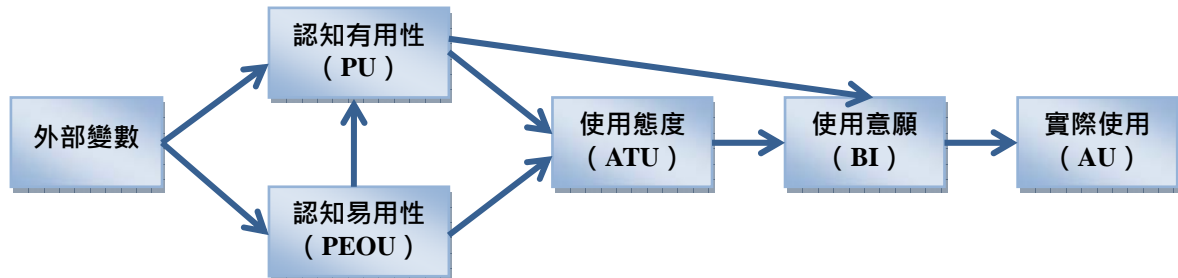 認知有用性
（PU）
外部變數
使用態度
（ATU）
使用意願
（BI）
實際使用
（AU）
認知易用性
（PEOU）